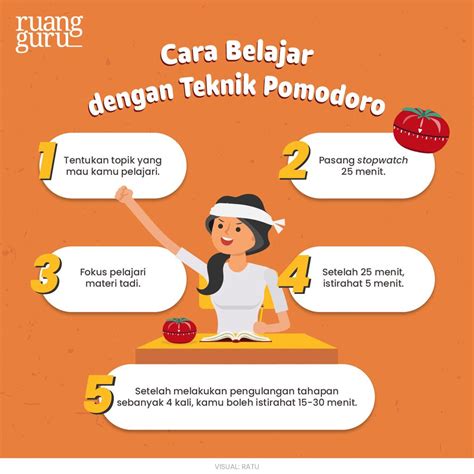 ruang
guru
Cara Belajar
dengan Teknik Pomodoro
1
Tentukan topik yang
mau kamu pelajari.
2
Pasang stopwatch
25 menit.
3
Fokus pelajari
materi tadi.
4
Setelah 25 menit,
istirahat 5 menit.
5
Setelah melakukan pengulangan tahapan
sebanyak 4 kali, kamu boleh istirahat 15-30 menit.
VISUAL: RATU